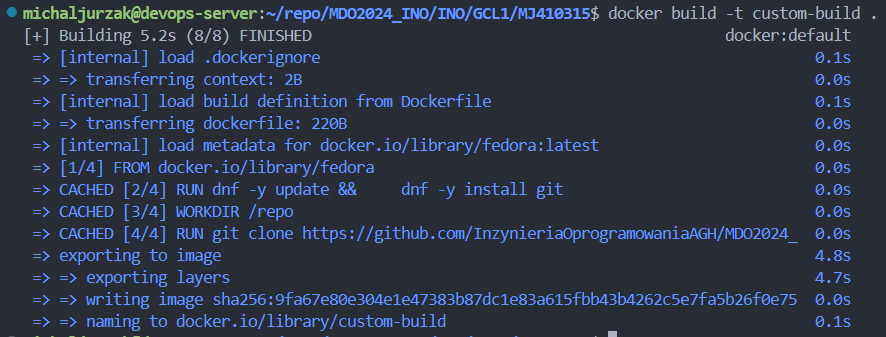 michaljurzak@devops-server:~/repo/MDO2024_INO/INO/GCL1/MJ410315$ docker build -t custom-build .
[+] Building 5.2s (8/8) FINISHED docker:default
=> [internal] load .dockerignore 0.1s
=> => transferring context: 2B 0.0s
=> [internal] load build definition from Dockerfile 0.1s
=> => transferring dockerfile: 220B 0.0s
=> [internal] load metadata for docker.io/library/fedora:latest 0.0s
=> [1/4] FROM docker.io/library/fedora 0.0s
=> CACHED [2/4] RUN dnf -y update &&     dnf -y install git 0.0s
=> CACHED [3/4] WORKDIR /repo 0.0s
=> CACHED [4/4] RUN git clone https://github.com/InzynieriaOprogramowaniaAGH/MDO2024_ 0.0s
=> exporting to image 4.8s
=> => exporting layers 4.7s
=> => writing image sha256:9fa67e80e304e1e47383b87dc1e83a615fbb43b4262c5e7fa5b26f0e75 0.0s
=> => naming to docker.io/library/custom-build 0.1s